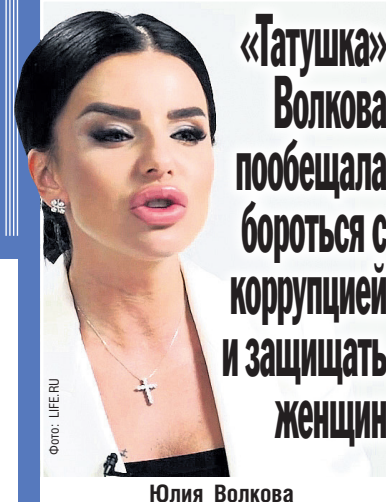 «Татушка»
Волкова
пообещала
бороться с
коррупцией
и защищать
женщин
Фото: LIFE.RU
Юлия Волкова